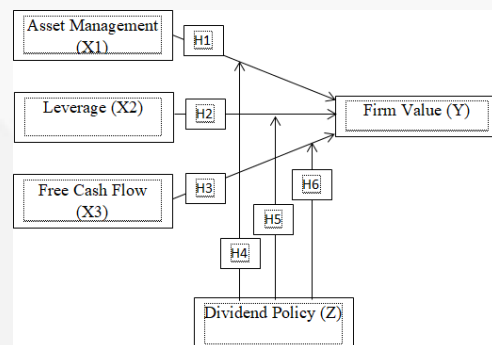 Asset Management
(X1)
H1
Leverage (X2)
H2
Firm Value (Y)
Free Cash Flow
(X3)
H3
H6
H5
H4
Dividend Policy (Z)